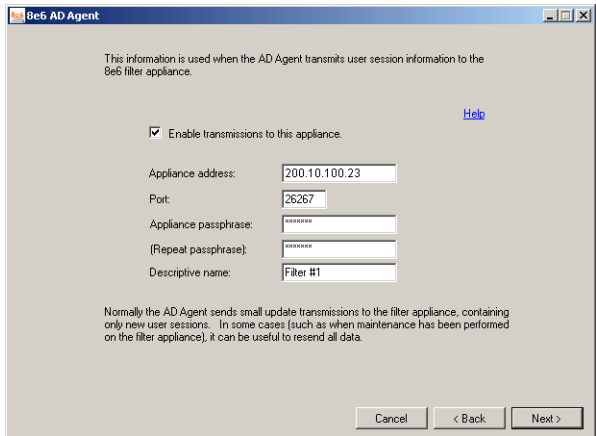 8e6 AD Agent
This information is used when the AD Agent transmits user session information to the
8e6 filter appliance.
Help
Enable transmissions to this appliance.
Appliance address: 200.10.100.23
Port: 26267
Appliance passphrase: *******
(Repeat passphrase): *******
Descriptive name: Filter #1
Normally the AD Agent sends small update transmissions to the filter appliance, containing
only new user sessions. In some cases (such as when maintenance has been performed
on the filter appliance), it can be useful to resend all data.
Cancel < Back Next >